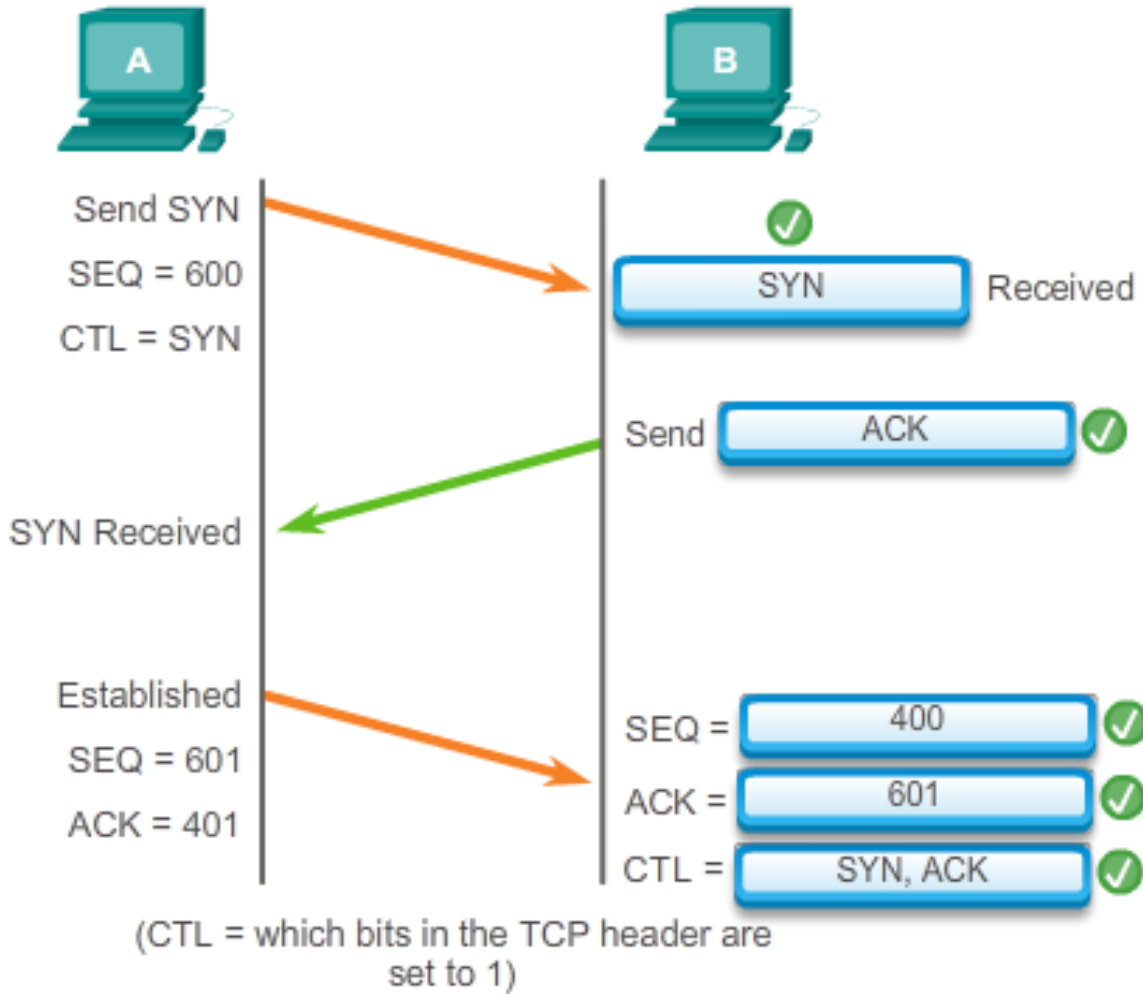 A
B
Send SYN
SEQ = 600
CTL = SYN
SYN Received
Send ACK
SYN Received
Established
SEQ = 601
ACK = 401
SEQ = 400
ACK = 601
CTL = SYN, ACK
(CTL = which bits in the TCP header are
set to 1)